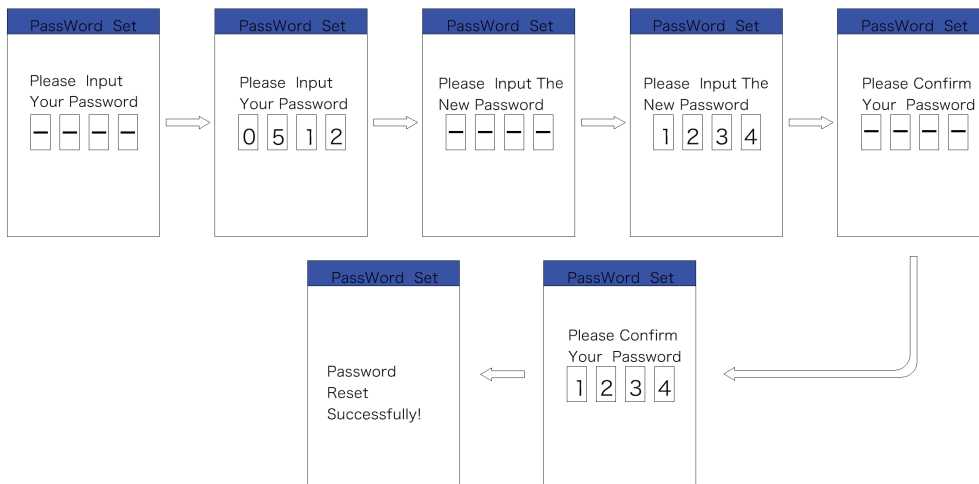 PassWord Set
Please Input
Your Password
– – – –
PassWord Set
Please Input
Your Password
0 5 1 2
PassWord Set
Please Input The
New Password
– – – –
PassWord Set
Please Input The
New Password
1 2 3 4
PassWord Set
Please Confirm
Your Password
– – – –
PassWord Set
Password
Reset
Successfully!
PassWord Set
Please Confirm
Your Password
1 2 3 4